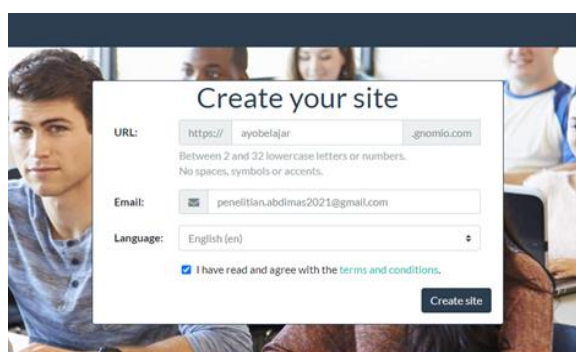 Create your site
URL: https:// ayobelajar .gnomio.com
Between 2 and 32 lowercase letters or numbers.
No spaces, symbols or accents.
Email: penelitian.abdimas2021@gmail.com
Language: English (en)
I have read and agree with the terms and conditions.
Create site